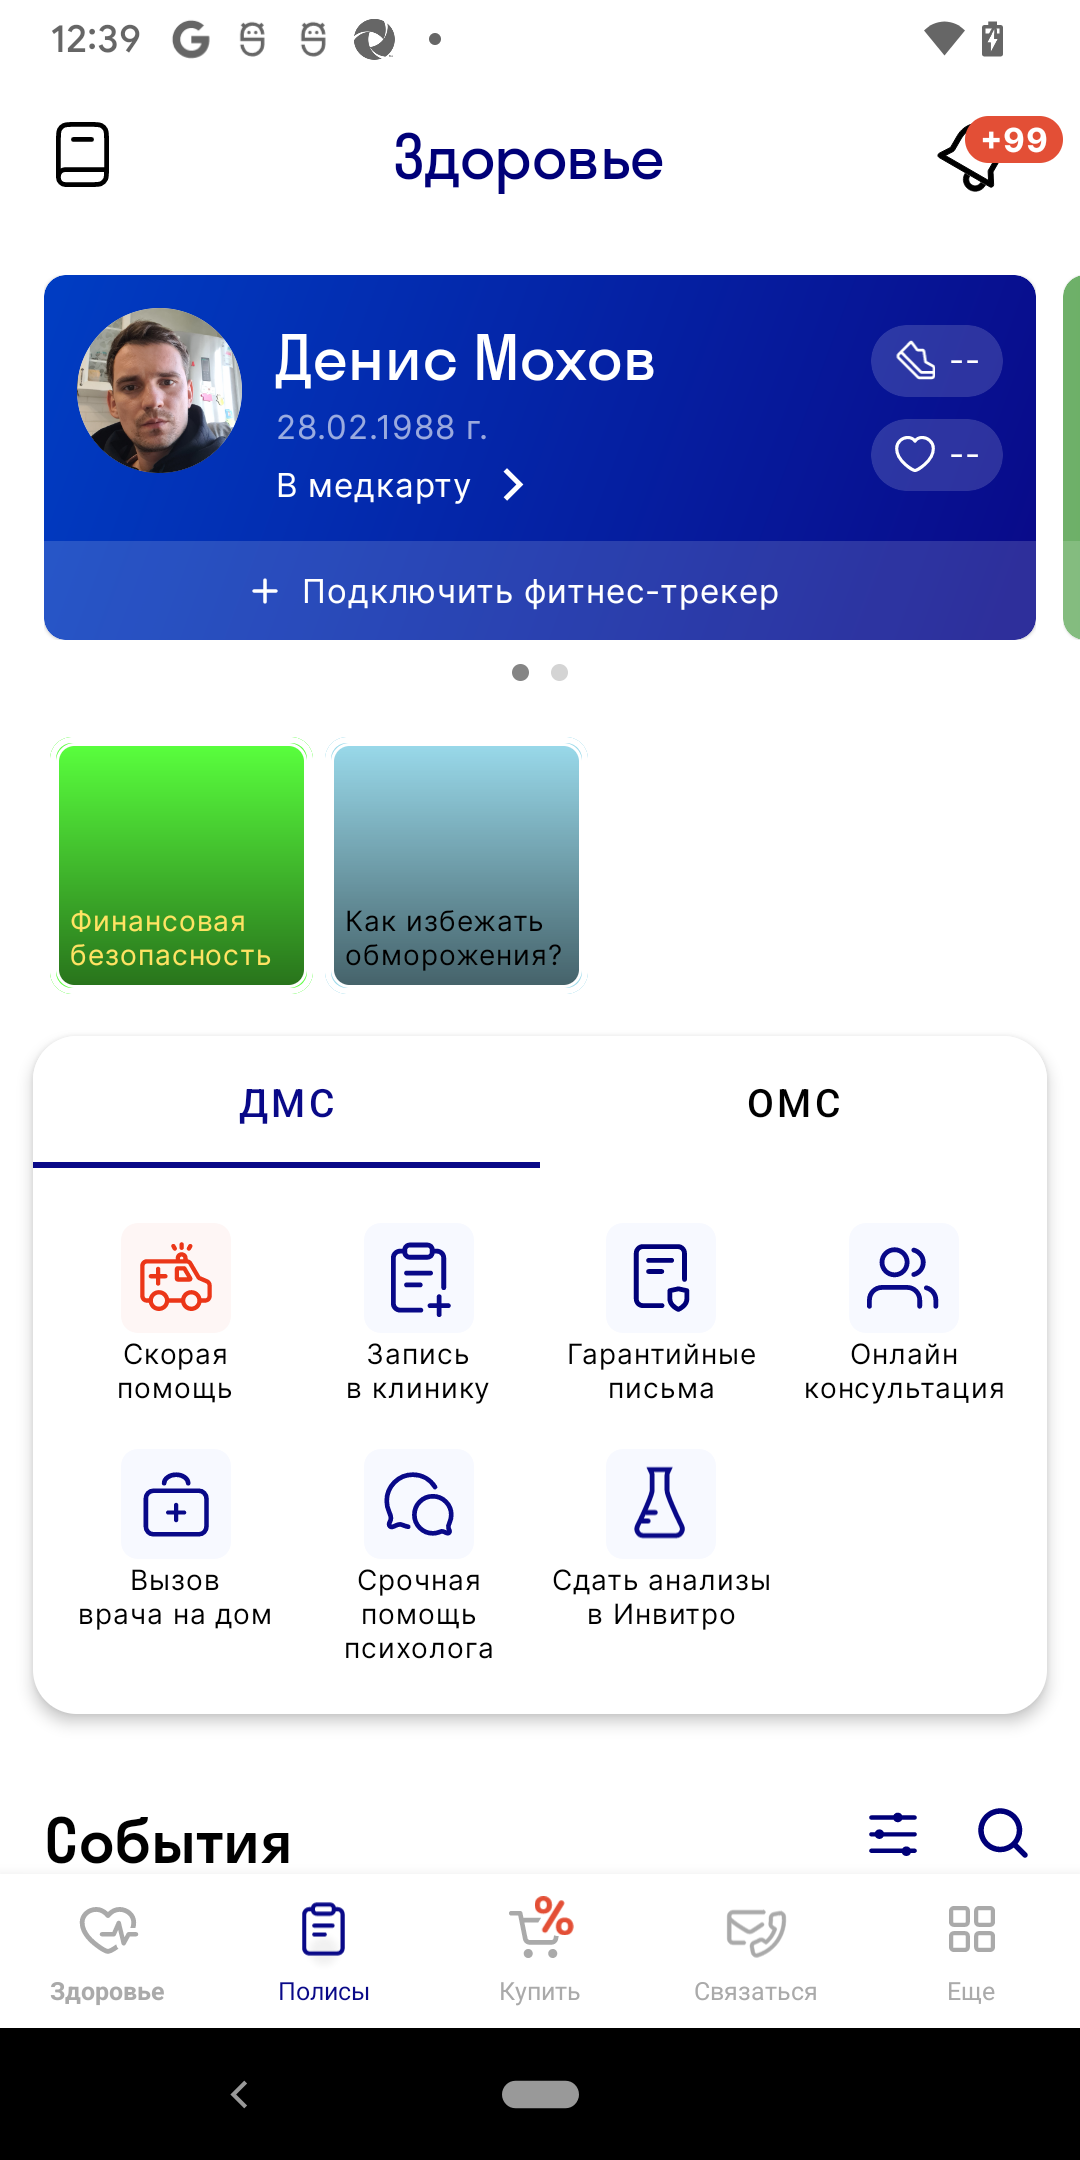 12:39
Здоровье
+99
Денис Мохов
28.02.1988 г.
В медкарту
--
--
+ Подключить фитнес-трекер
Финансовая
безопасность
Как избежать
обморожения?
ДМС
ОМС
Скорая
помощь
Запись
в клинику
Гарантийные
письма
Онлайн
консультация
Вызов
врача на дом
Срочная
помощь
психолога
Сдать анализы
в Инвитро
События
%
Здоровье
Полисы
Купить
Связаться
Еще